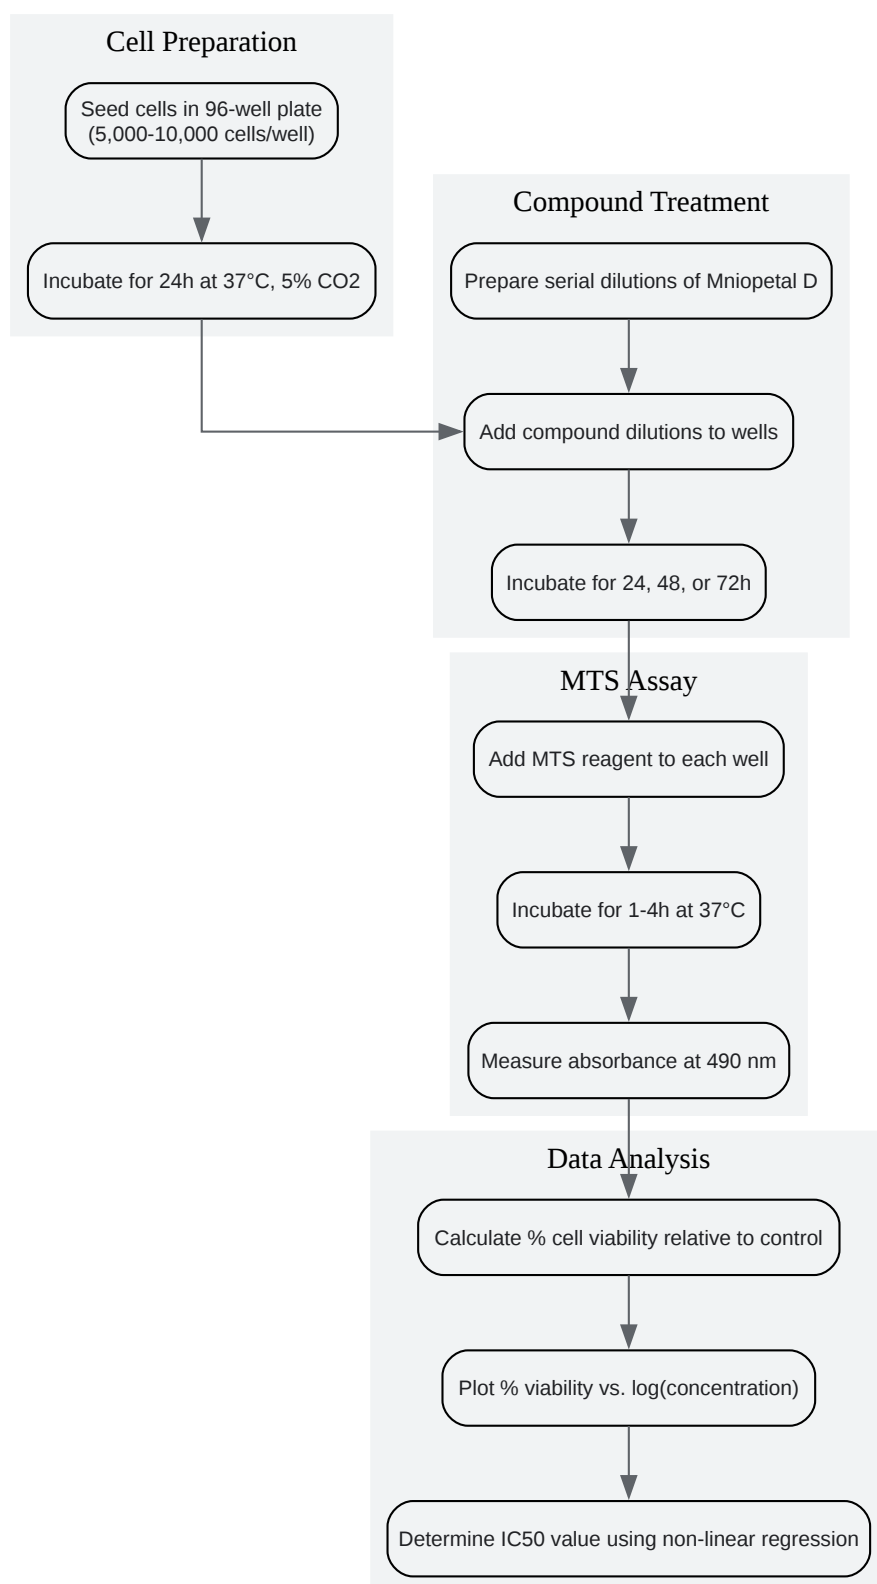 Cell Preparation
Seed cells in 96-well plate
(5,000-10,000 cells/well)
Incubate for 24h at 37°C, 5% CO2
Compound Treatment
Prepare serial dilutions of Mniopetal D
Add compound dilutions to wells
Incubate for 24, 48, or 72h
MTS Assay
Add MTS reagent to each well
Incubate for 1-4h at 37°C
Measure absorbance at 490 nm
Data Analysis
Calculate % cell viability relative to control
Plot % viability vs. log(concentration)
Determine IC50 value using non-linear regression